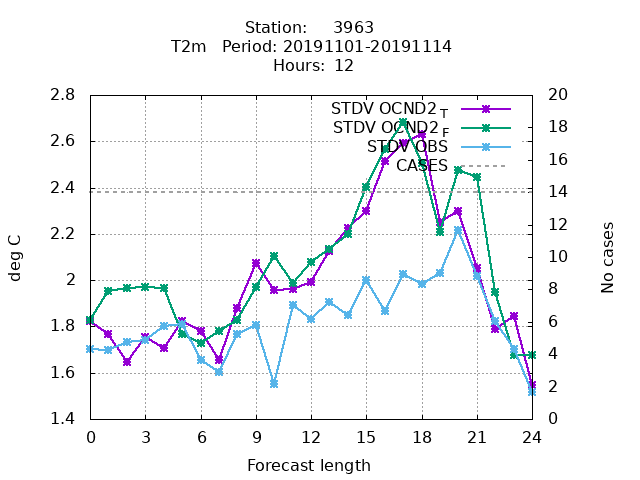 Station: 3963
T2m Period: 20191101-20191114
Hours: 12
2.8
2.6
2.4
2.2
2
1.8
1.6
1.4
20
18
16
14
12
10
8
6
4
2
0
STDV OCND2 T
STDV OCND2 F
STDV OBS
CASES
deg C
No cases
0 3 6 9 12 15 18 21 24
Forecast length